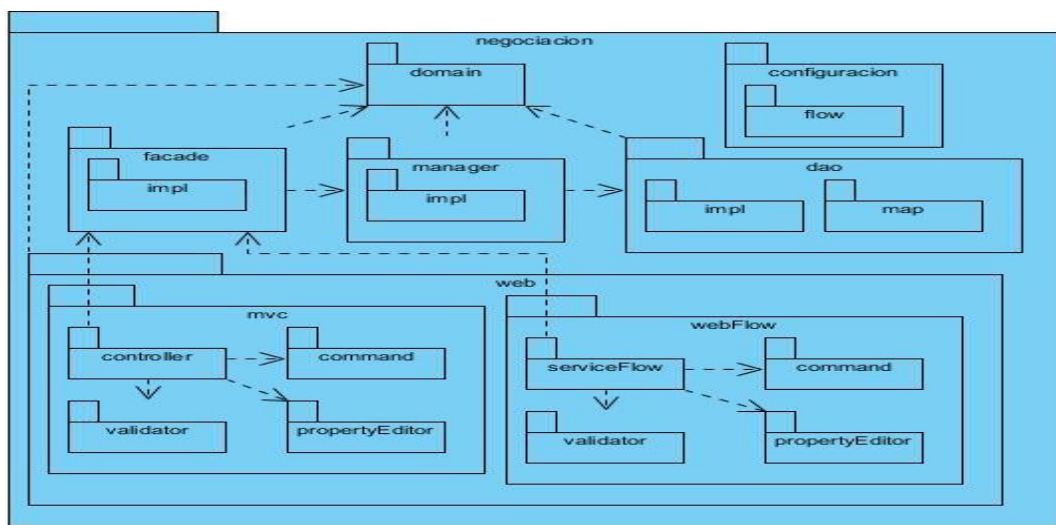 negociacion
domain
configuracion
flow
facade
impl
manager
impl
dao
impl
map
web
mvc
controller
command
validator
propertyEditor
webFlow
serviceFlow
command
validator
propertyEditor